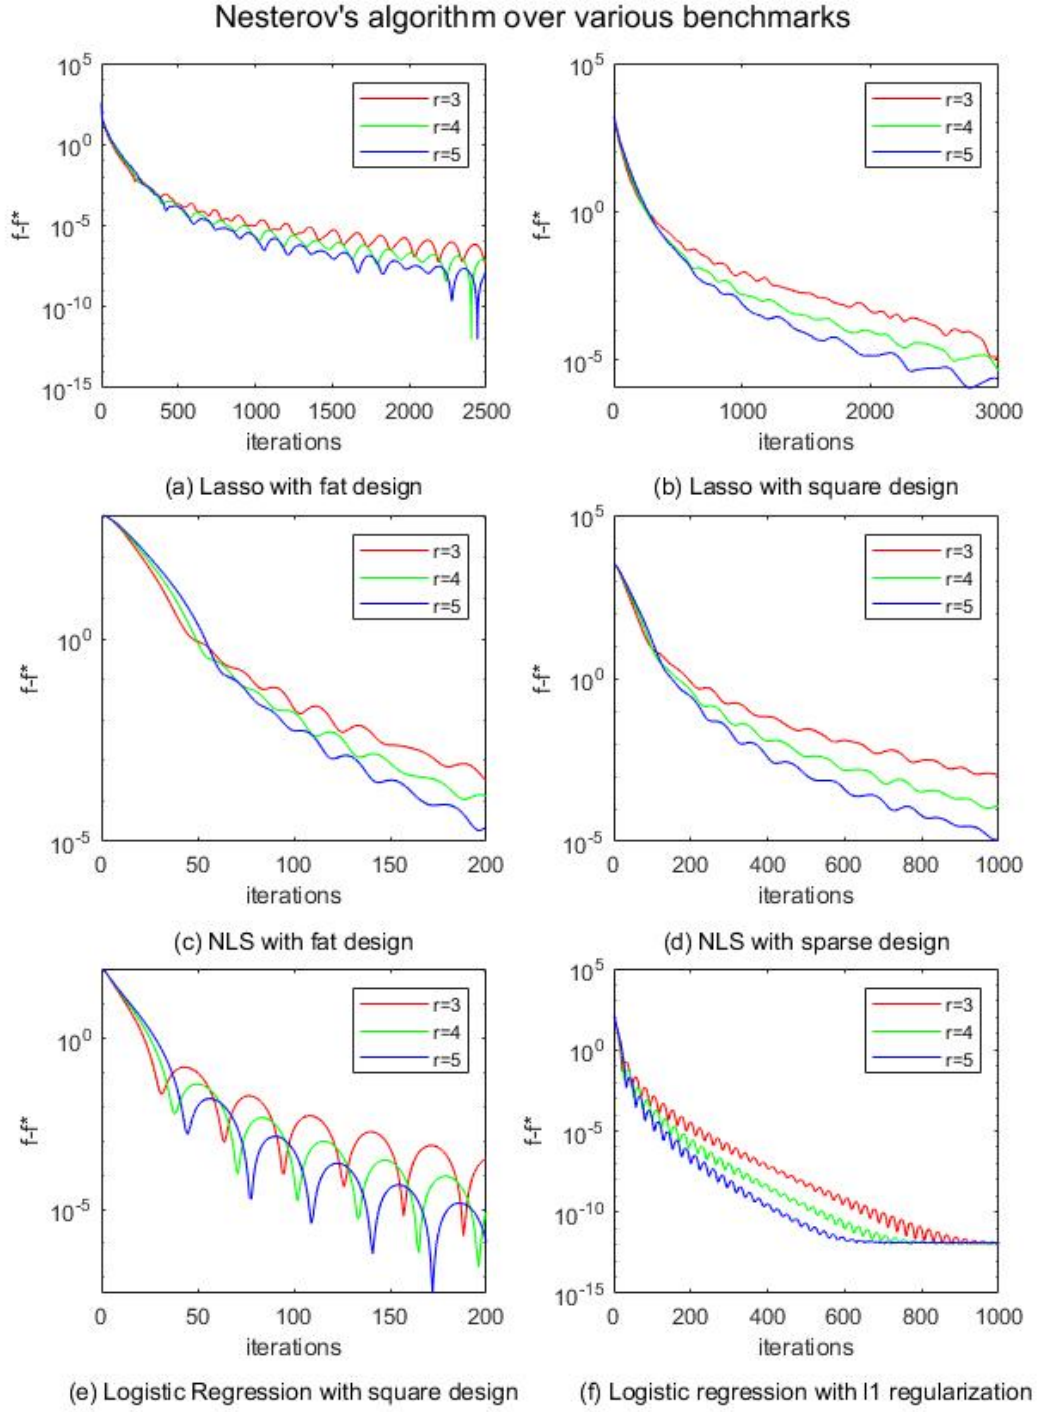 Nesterov's algorithm over various benchmarks
10^5
10^0
10^-5
10^-10
10^-15
f-f*
r=3
r=4
r=5
0 500 1000 1500 2000 2500
iterations
(a) Lasso with fat design
10^5
10^0
10^-5
f-f*
r=3
r=4
r=5
0 1000 2000 3000
iterations
(b) Lasso with square design
10^0
10^-5
f-f*
r=3
r=4
r=5
0 50 100 150 200
iterations
(c) NLS with fat design
10^5
10^0
10^-5
f-f*
r=3
r=4
r=5
0 200 400 600 800 1000
iterations
(d) NLS with sparse design
10^0
10^-5
f-f*
r=3
r=4
r=5
0 50 100 150 200
iterations
(e) Logistic Regression with square design
10^5
10^0
10^-5
10^-10
10^-15
f-f*
r=3
r=4
r=5
0 200 400 600 800 1000
iterations
(f) Logistic regression with l1 regularization